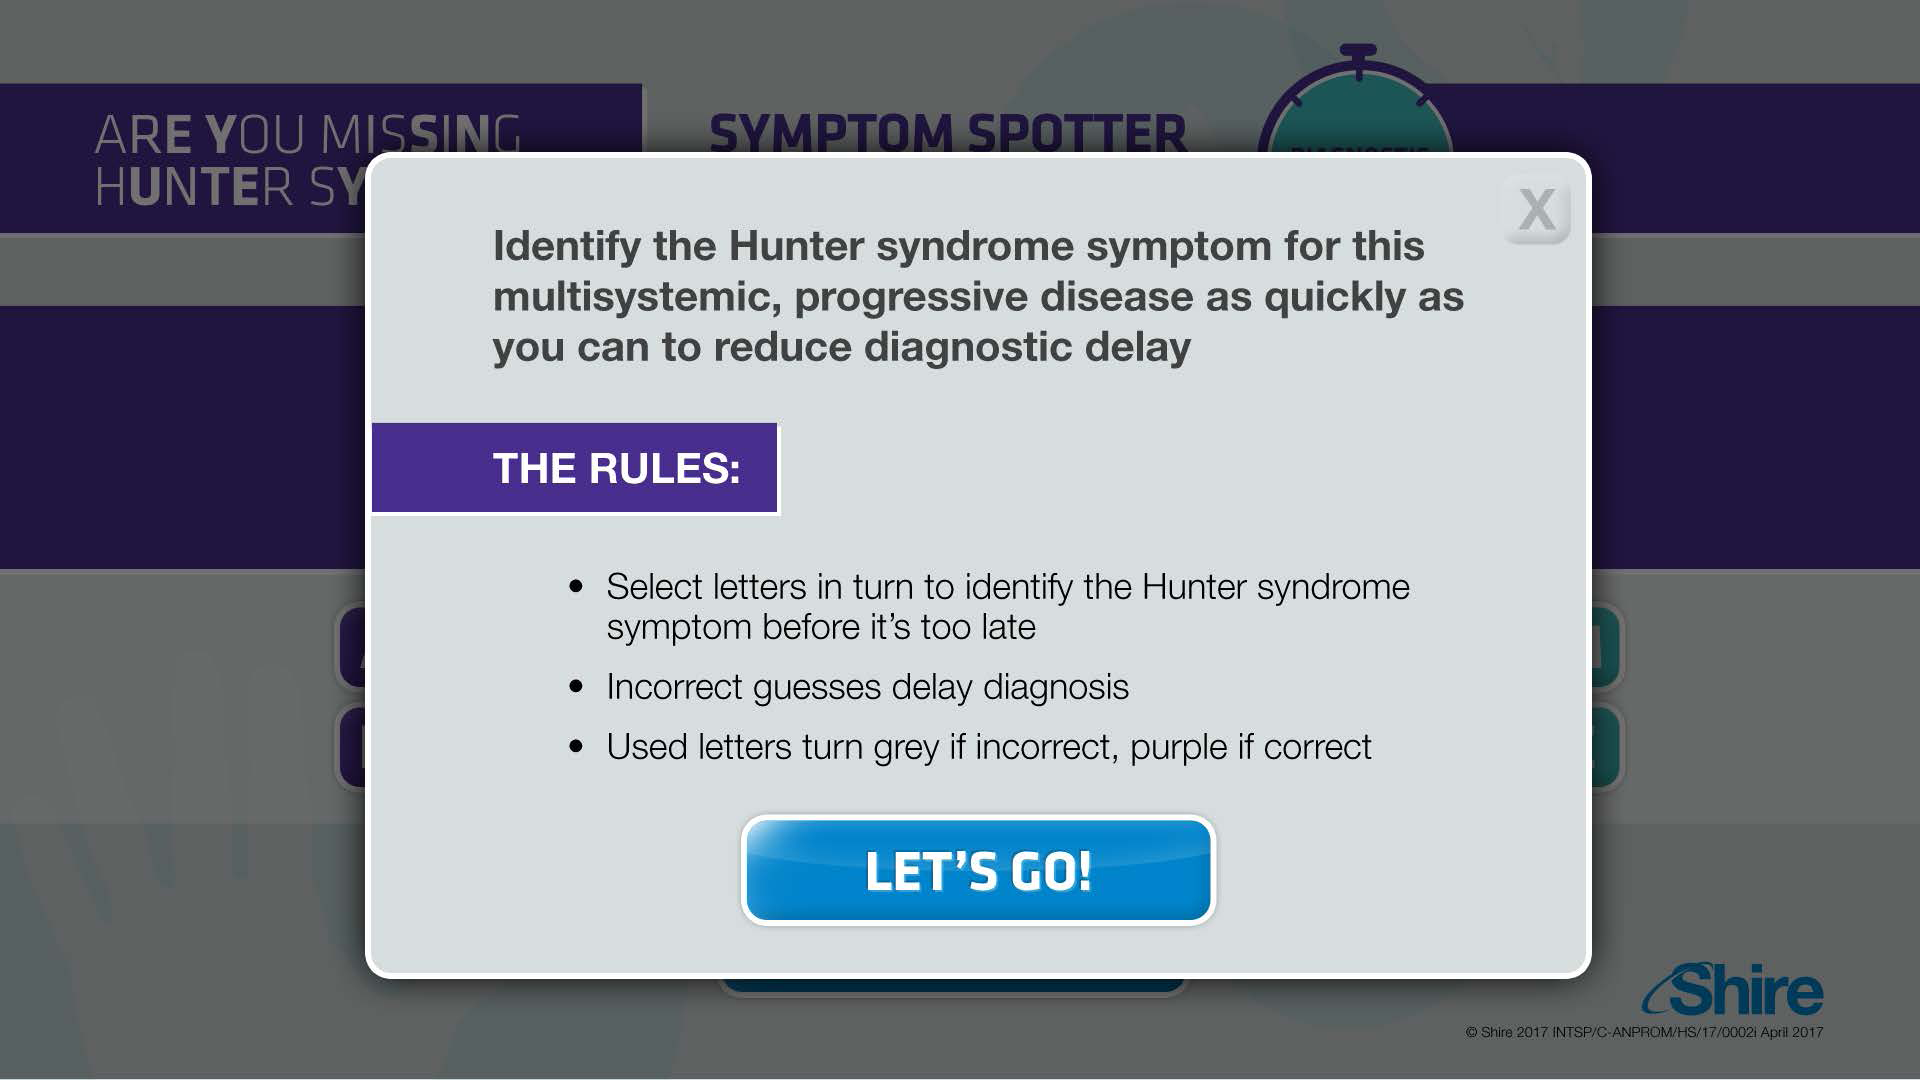 ARE YOU MISSING
HUNTER SY
SYMPTOM SPOTTER
DIAGNOSTIC
X
Identify the Hunter syndrome symptom for this
multisystemic, progressive disease as quickly as
you can to reduce diagnostic delay
THE RULES:
• Select letters in turn to identify the Hunter syndrome
symptom before it’s too late
• Incorrect guesses delay diagnosis
• Used letters turn grey if incorrect, purple if correct
LET’S GO!
Shire
© Shire 2017 INTSP/C-ANPROM/HS/17/0002i April 2017